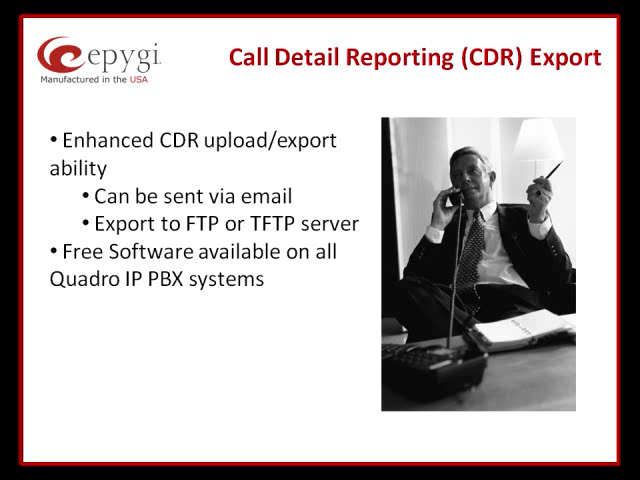 epygi
Manufactured in the USA
Call Detail Reporting (CDR) Export
• Enhanced CDR upload/export
ability
• Can be sent via email
• Export to FTP or TFTP server
• Free Software available on all
Quadro IP PBX systems